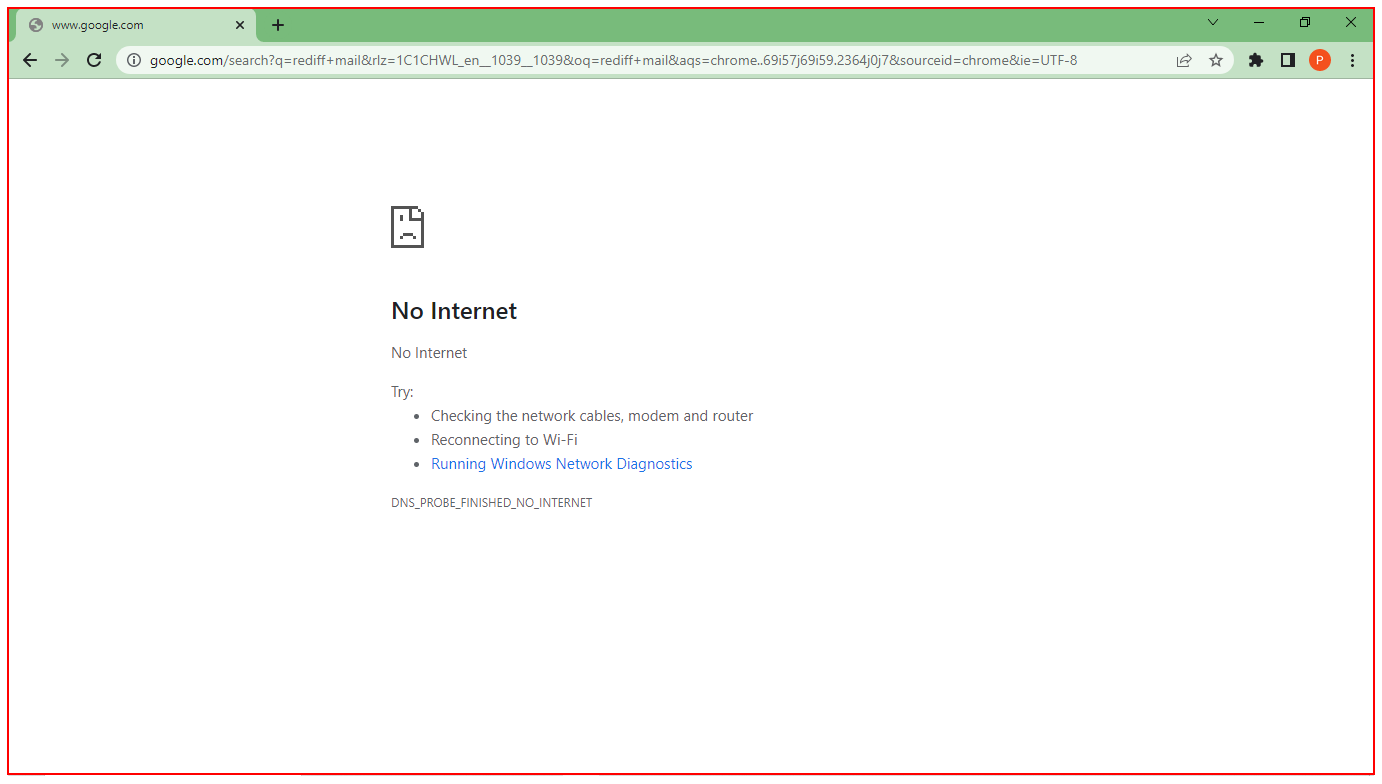 www.google.com
google.com/search?q=rediff+mail&rlz=1C1CHWL_en__1039__1039&oq=rediff+mail&aqs=chrome..69i57j69i59.2364j0j7&sourceid=chrome&ie=UTF-8
P
No Internet
No Internet
Try:
• Checking the network cables, modem and router
• Reconnecting to Wi-Fi
• Running Windows Network Diagnostics
DNS_PROBE_FINISHED_NO_INTERNET